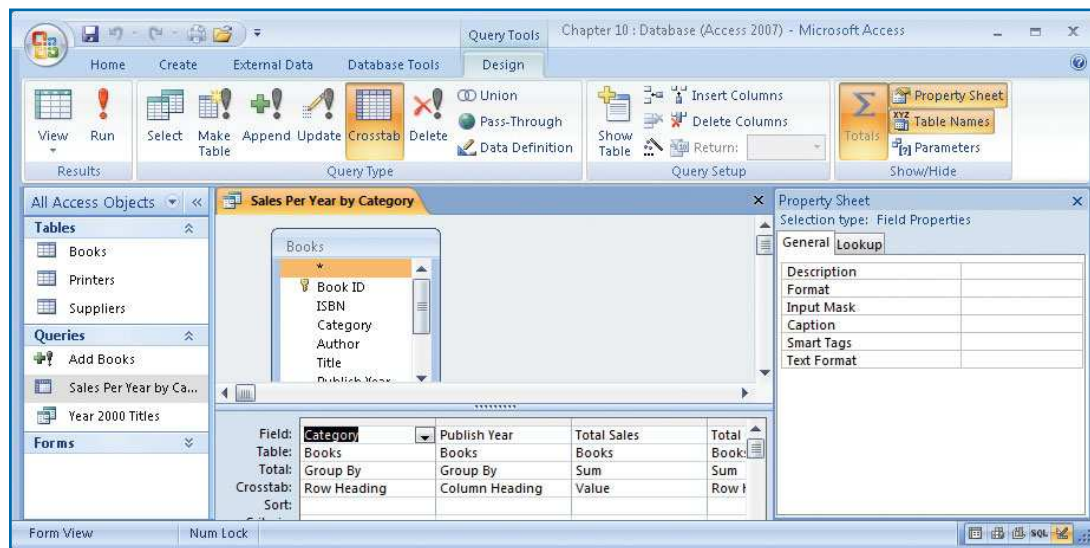 Query Tools
Chapter 10 : Database (Access 2007) - Microsoft Access
Home Create External Data Database Tools Design
View
Run
Select
Make Table
Append
Update
Crosstab
Delete
Union
Pass-Through
Data Definition
Show Table
Insert Columns
Delete Columns
Return:
Totals
Property Sheet
Table Names
Parameters
Results
Query Type
Query Setup
Show/Hide
All Access Objects
Tables
Books
Printers
Suppliers
Queries
Add Books
Sales Per Year by Ca...
Year 2000 Titles
Forms
Sales Per Year by Category
Books
*
Book ID
ISBN
Category
Author
Title
Publish Year
Field: Category Publish Year Total Sales Total
Table: Books Books Books Books
Total: Group By Group By Sum Sum
Crosstab: Row Heading Column Heading Value Row
Sort:
Property Sheet
Selection type: Field Properties
General Lookup
Description
Format
Input Mask
Caption
Smart Tags
Text Format
Form View
Num Lock
SQL